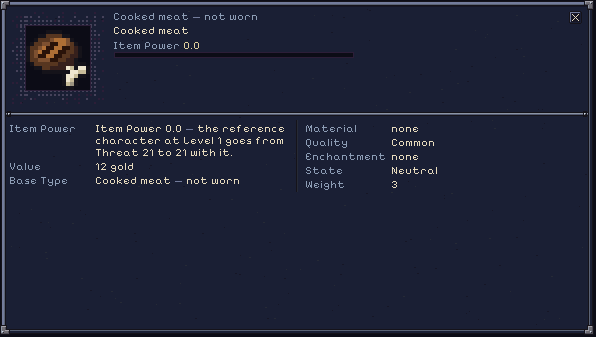 Cooked meat – not worn
Cooked meat
Item Power 0.0
Item Power Item Power 0.0 – the reference
character at Level 1 goes from
Threat 21 to 21 with it.
Value 12 gold
Base Type Cooked meat – not worn
Material none
Quality Common
Enchantment none
State Neutral
Weight 3